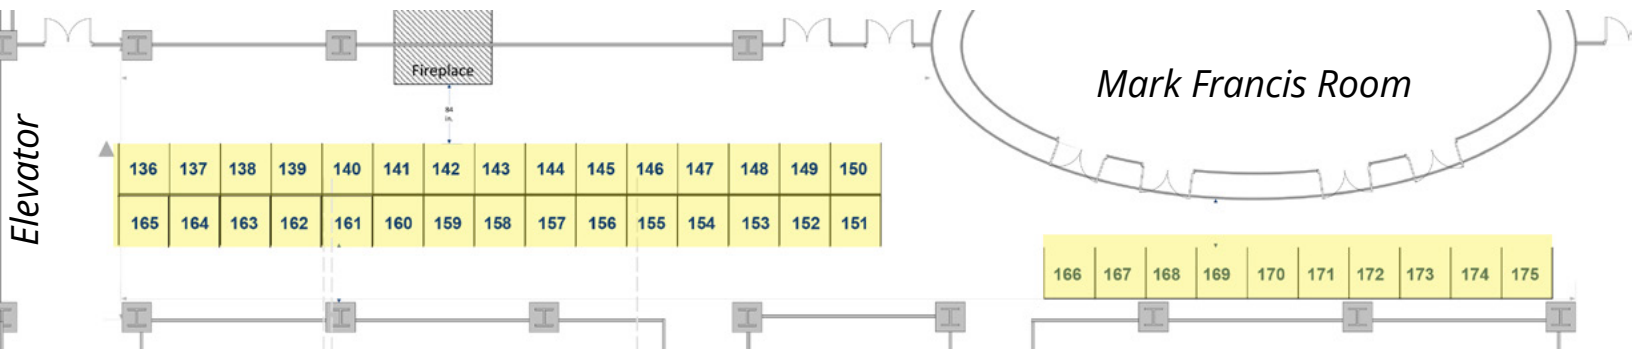 Fireplace
Mark Francis Room
84
in.
Elevator
136 137 138 139 140 141 142 143 144 145 146 147 148 149 150
165 164 163 162 161 160 159 158 157 156 155 154 153 152 151
166 167 168 169 170 171 172 173 174 175